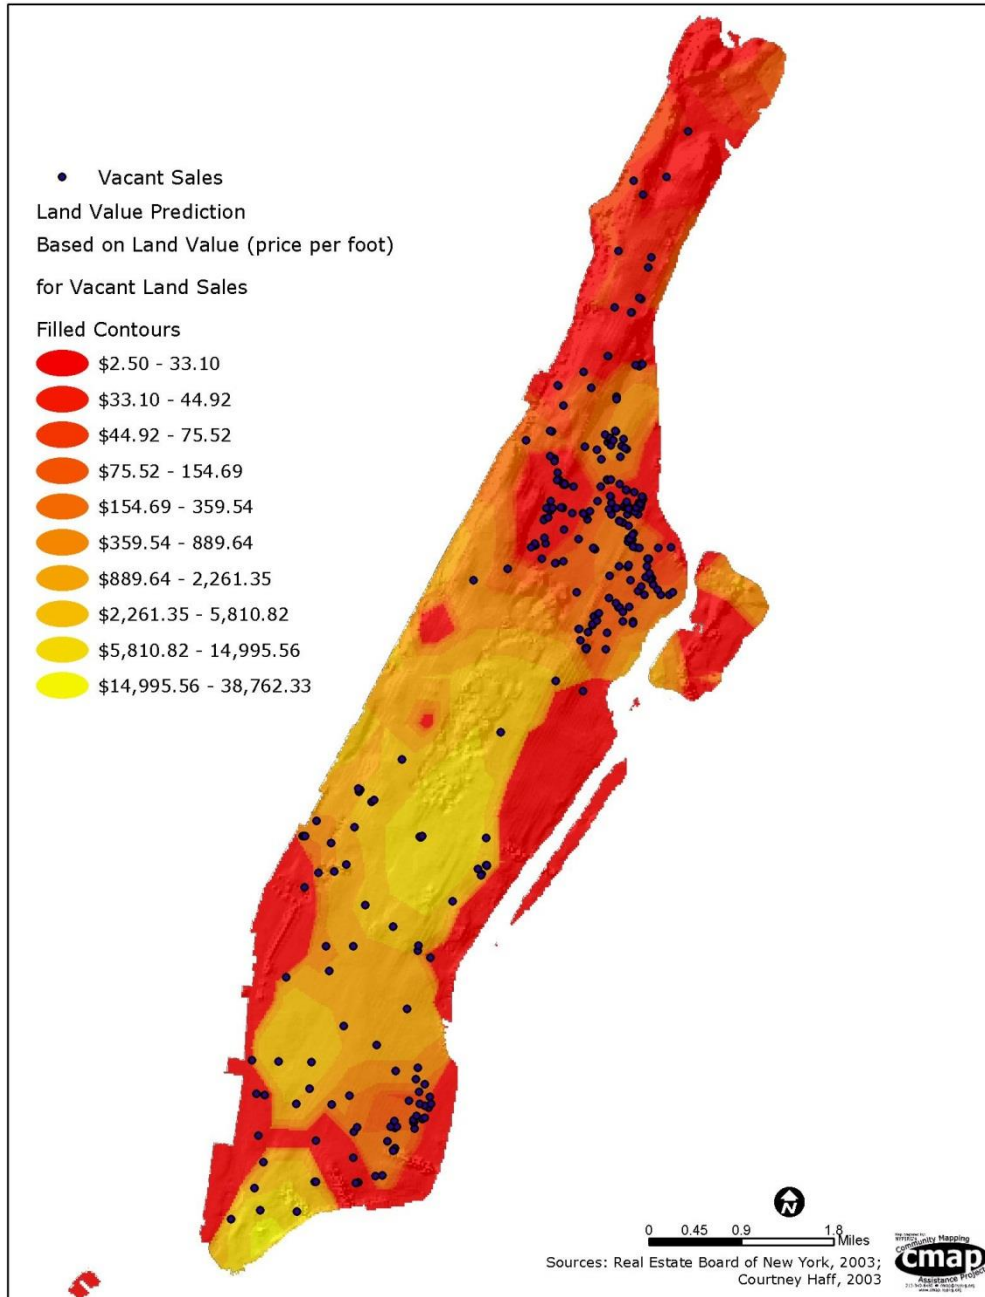 Vacant Sales
Land Value Prediction
Based on Land Value (price per foot)
for Vacant Land Sales
Filled Contours
$2.50 - 33.10
$33.10 - 44.92
$44.92 - 75.52
$75.52 - 154.69
$154.69 - 359.54
$359.54 - 889.64
$889.64 - 2,261.35
$2,261.35 - 5,810.82
$5,810.82 - 14,995.56
$14,995.56 - 38,762.33
N
0 0.45 0.9 1.8
Miles
Sources: Real Estate Board of New York, 2003;
Courtney Haff, 2003
Community Mapping
cmap
Assistance Project